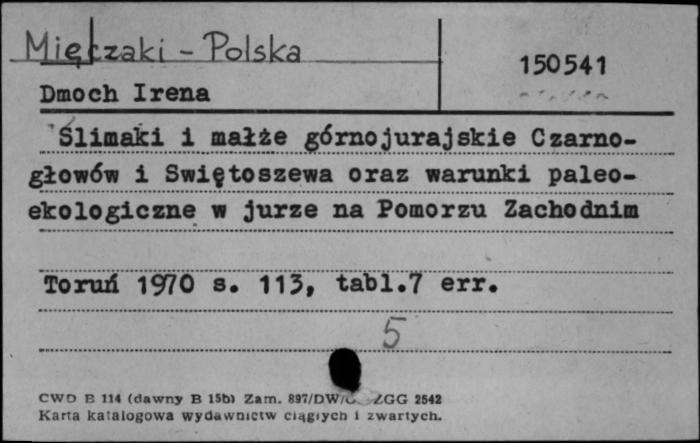 Mięczaki - Polska
150541
Dmoch Irena
Ślimaki i małże górnojurajskie Czarno-
głowów i Swiętoszewa oraz warunki paleo-
ekologiczne w jurze na Pomorzu Zachodnim
Toruń 1970 s. 113, tabl.7 err.
5
CWD B 114 (dawny B 15b) Zam. 897/DW/ ZGG 2542
Karta katalogowa wydawnictw ciągłych i zwartych.